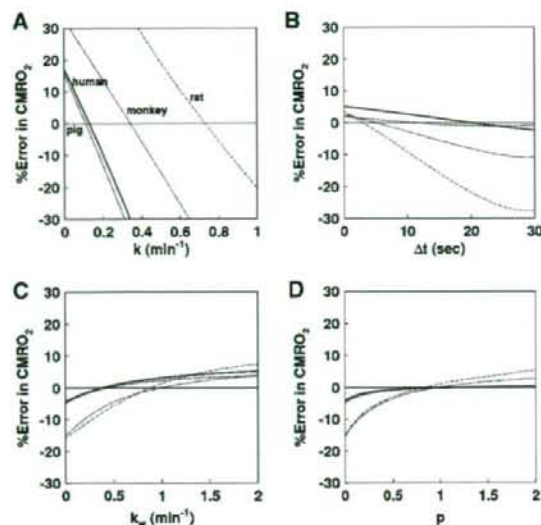 A
30
20
10
0
-10
-20
-30
%Error in CMRO₂
human
monkey
rat
pig
0 0.2 0.4 0.6 0.8 1
k (min⁻¹)
B
30
20
10
0
-10
-20
-30
%Error in CMRO₂
0 10 20 30
Δt (sec)
C
30
20
10
0
-10
-20
-30
%Error in CMRO₂
0 0.5 1 1.5 2
k (min⁻¹)
D
30
20
10
0
-10
-20
-30
%Error in CMRO₂
0 0.5 1 1.5 2
p